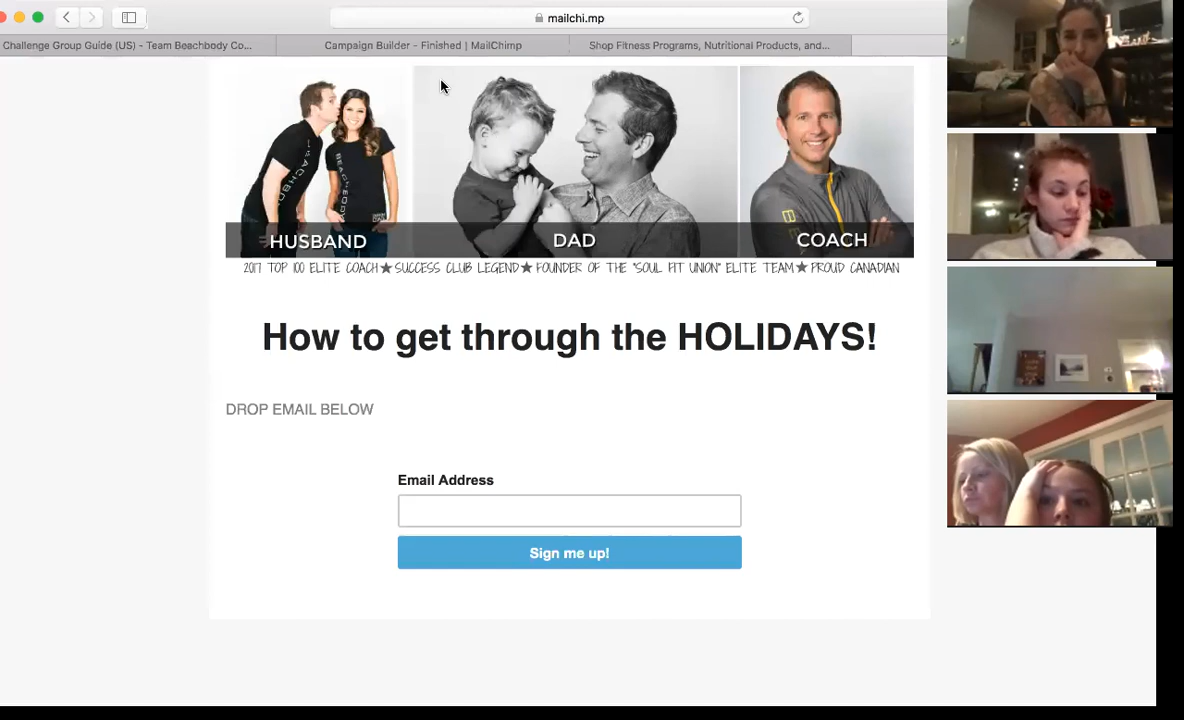 mailchi.mp
Challenge Group Guide (US) - Team Beachbody Co...
Campaign Builder - Finished | MailChimp
Shop Fitness Programs, Nutritional Products, and...
HUSBAND
DAD
COACH
2017 TOP 100 ELITE COACH★SUCCESS CLUB LEGEND★FOUNDER OF THE "SOUL FIT UNION" ELITE TEAM★PROUD CANADIAN
How to get through the HOLIDAYS!
DROP EMAIL BELOW
Email Address
Sign me up!